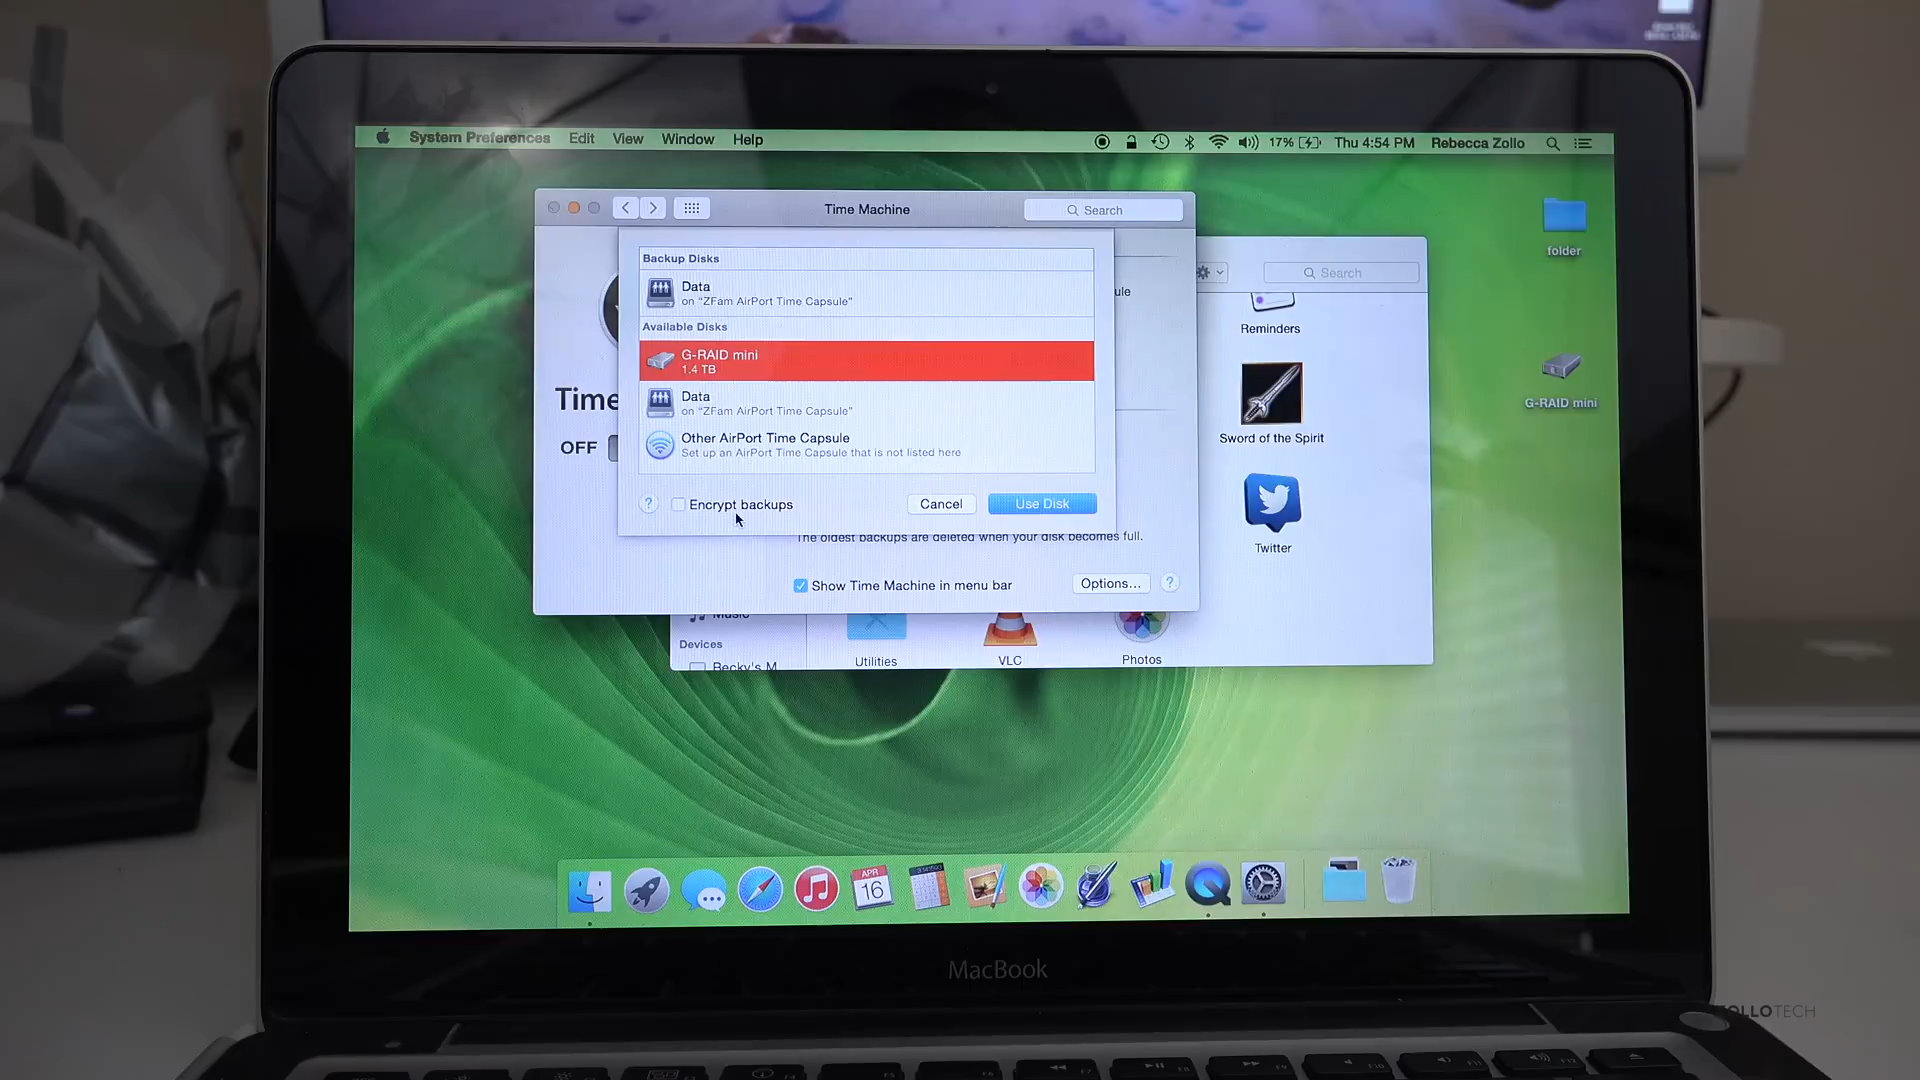 System Preferences Edit View Window Help
17% Thu 4:54 PM Rebecca Zollo
Time Machine
Search
Backup Disks
Data
on "ZFam AirPort Time Capsule"
Available Disks
G-RAID mini
1.4 TB
Data
on "ZFam AirPort Time Capsule"
Other AirPort Time Capsule
Set up an AirPort Time Capsule that is not listed here
? Encrypt backups
Cancel
Use Disk
Time
OFF
ule
The oldest backups are deleted when your disk becomes full.
Show Time Machine in menu bar
Options...
?
Search
Reminders
Sword of the Spirit
Twitter
Music
Devices
Becky's M
Utilities
VLC
Photos
folder
G-RAID mini
APR
16
MacBook
OLLOTECH